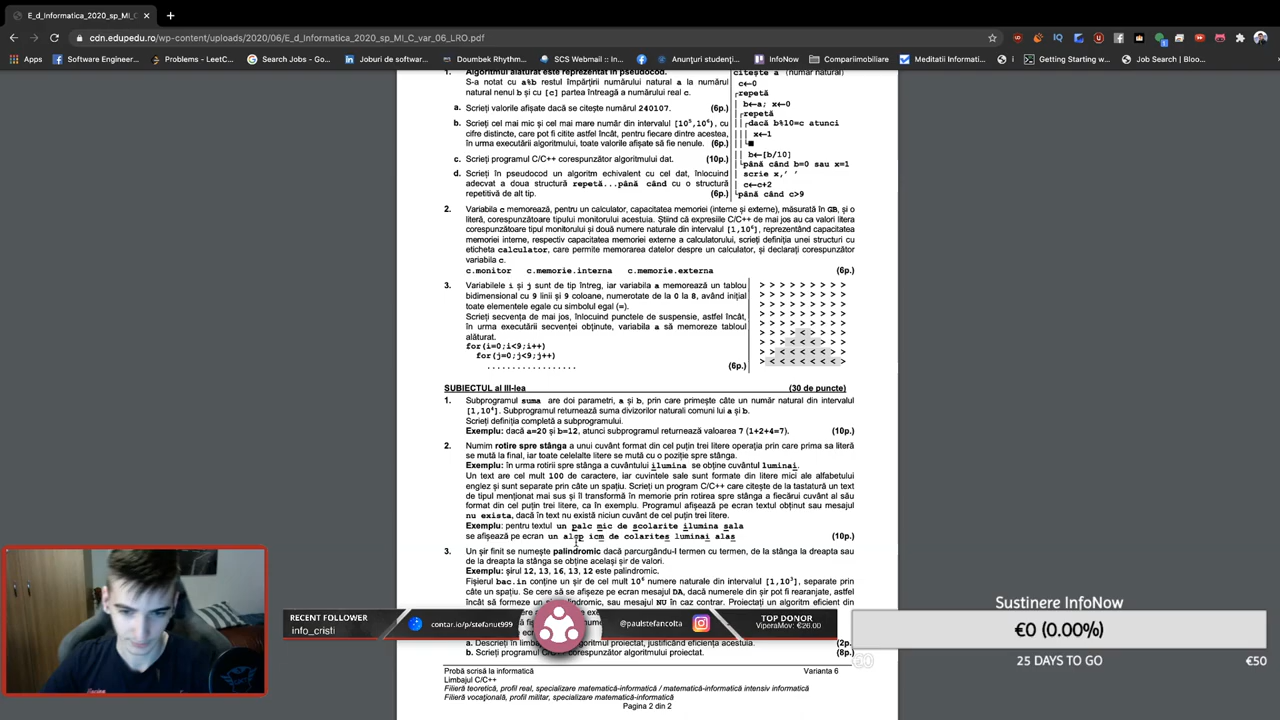 E_d_Informatica_2020_sp_MI_C
cdn.edupedu.ro/wp-content/uploads/2020/06/E_d_Informatica_2020_sp_MI_C_var_06_LRO.pdf
Apps Software Engineer... Problems - LeetC... Search Jobs - Goo... Joburi de softwar... Doumbek Rhythm... SCS Webmail :: In... Anunțuri studenți... InfoNow Compariimobiliare Meditatii Informati... Getting Starting w... Job Search | Bloo...
1. Algoritmul alăturat este reprezentat în pseudocod.
S-a notat cu a%b restul împărțirii numărului natural a la numărul
natural nenul b și cu [c] partea întreagă a numărului real c.
a. Scrieți valorile afișate dacă se citește numărul 240107. (6p.)
b. Scrieți cel mai mic și cel mai mare număr din intervalul [10⁵,10⁶), cu
cifre distincte, care pot fi citite astfel încât, pentru fiecare dintre acestea,
în urma executării algoritmului, toate valorile afișate să fie nenule. (6p.)
c. Scrieți programul C/C++ corespunzător algoritmului dat. (10p.)
d. Scrieți în pseudocod un algoritm echivalent cu cel dat, înlocuind
adecvat a doua structură repetă...până când cu o structură
repetitivă de alt tip. (6p.)
citește a (număr natural)
c←0
┌repetă
│ b←a; x←0
│┌repetă
││┌dacă b%10=c atunci
│││ x←1
││└■
││ b←[b/10]
│└până când b=0 sau x=1
│ scrie x,' '
│ c←c+2
└până când c>9
2. Variabila c memorează, pentru un calculator, capacitatea memoriei (interne și externe), măsurată în GB, și o
literă, corespunzătoare tipului monitorului acestuia. Știind că expresiile C/C++ de mai jos au ca valori litera
corespunzătoare tipul monitorului și două numere naturale din intervalul [1,10⁶], reprezentând capacitatea
memoriei interne, respectiv capacitatea memoriei externe a calculatorului, scrieți definiția unei structuri cu
eticheta calculator, care permite memorarea datelor despre un calculator, și declarați corespunzător
variabila c.
c.monitor c.memorie.interna c.memorie.externa (6p.)
3. Variabilele i și j sunt de tip întreg, iar variabila a memorează un tablou
bidimensional cu 9 linii și 9 coloane, numerotate de la 0 la 8, având inițial
toate elementele egale cu simbolul egal (=).
Scrieți secvența de mai jos, înlocuind punctele de suspensie, astfel încât,
în urma executării secvenței obținute, variabila a să memoreze tabloul
alăturat.
for(i=0;i<9;i++)
for(j=0;j<9;j++)
.................. (6p.)
> > > > > > > > >
> > > > > > > > >
> > > > > > > > >
> > > > > > > > >
> > > > > > > > >
> > > > < > > > >
> > > < < < > > >
> > < < < < < > >
> < < < < < < < >
SUBIECTUL al III-lea (30 de puncte)
1. Subprogramul suma are doi parametri, a și b, prin care primește câte un număr natural din intervalul
[1,10⁴]. Subprogramul returnează suma divizorilor naturali comuni lui a și b.
Scrieți definiția completă a subprogramului.
Exemplu: dacă a=20 și b=12, atunci subprogramul returnează valoarea 7 (1+2+4=7). (10p.)
2. Numim rotire spre stânga a unui cuvânt format din cel puțin trei litere operația prin care prima sa literă
se mută la final, iar toate celelalte litere se mută cu o poziție spre stânga.
Exemplu: în urma rotirii spre stânga a cuvântului ilumina se obține cuvântul luminai.
Un text are cel mult 100 de caractere, iar cuvintele sale sunt formate din litere mici ale alfabetului
englez și sunt separate prin câte un spațiu. Scrieți un program C/C++ care citește de la tastatură un text
de tipul menționat mai sus și îl transformă în memorie prin rotirea spre stânga a fiecărui cuvânt al său
format din cel puțin trei litere, ca în exemplu. Programul afișează pe ecran textul obținut sau mesajul
nu exista, dacă în text nu există niciun cuvânt de cel puțin trei litere.
Exemplu: pentru textul un palc mic de scolarite ilumina sala
se afișează pe ecran un alcp icm de colarites luminai alas (10p.)
3. Un șir finit se numește palindromic dacă parcurgându-l termen cu termen, de la stânga la dreapta sau
de la dreapta la stânga se obține același șir de valori.
Exemplu: șirul 12, 13, 16, 13, 12 este palindromic.
Fișierul bac.in conține un șir de cel mult 10⁶ numere naturale din intervalul [1,10³], separate prin
câte un spațiu. Se cere să se afișeze pe ecran mesajul DA, dacă numerele din șir pot fi rearanjate, astfel
încât să formeze un palindromic, sau mesajul NU în caz contrar. Proiectați un algoritm eficient din
a. Descrieți în limbaj algoritmului proiectat, justificând eficiența acestuia. (2p.
b. Scrieți programul C/C++ corespunzător algoritmului proiectat. (8p.)
Probă scrisă la informatică Varianta 6
Limbajul C/C++
Filieră teoretică, profil real, specializare matematică-informatică / matematică-informatică intensiv informatică
Filieră vocațională, profil militar, specializare matematică-informatică
Pagina 2 din 2
RECENT FOLLOWER
info_cristi
contar.io/p/stefanut999
@paulstefaincolta
TOP DONOR
ViperaMov: €26.00
Sustinere InfoNow
€0 (0.00%)
€0
25 DAYS TO GO €50